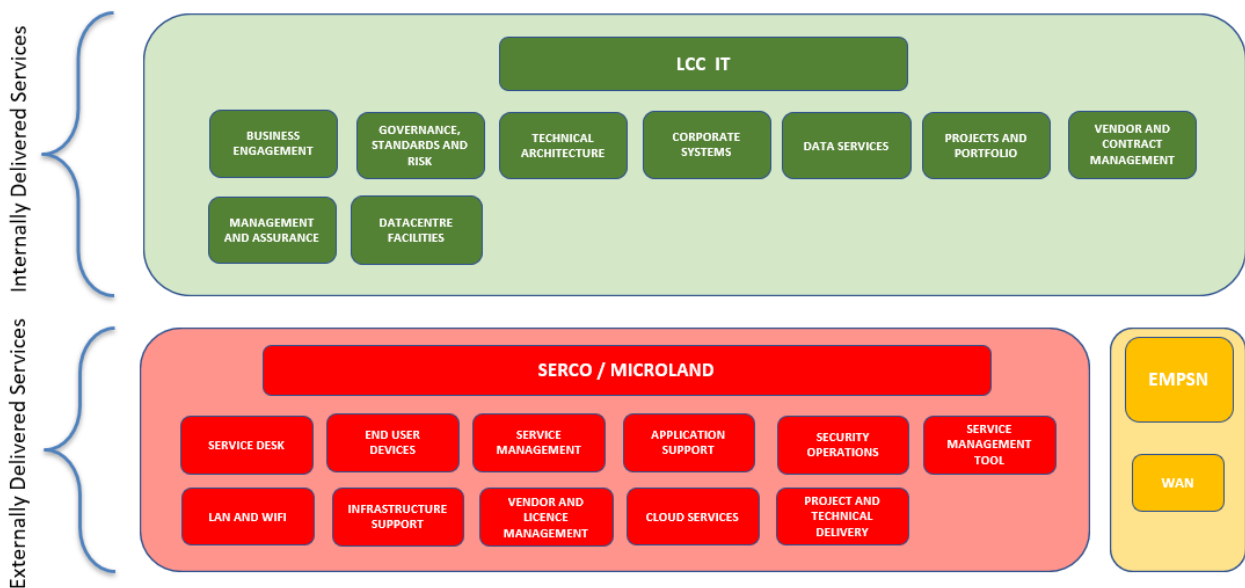 Internally Delivered Services
LCC IT
BUSINESS
ENGAGEMENT
GOVERNANCE,
STANDARDS AND
RISK
TECHNICAL
ARCHITECTURE
CORPORATE
SYSTEMS
DATA SERVICES
PROJECTS AND
PORTFOLIO
VENDOR AND
CONTRACT
MANAGEMENT
MANAGEMENT
AND ASSURANCE
DATACENTRE
FACILITIES
Externally Delivered Services
SERCO / MICROLAND
SERVICE DESK
END USER
DEVICES
SERVICE
MANAGEMENT
APPLICATION
SUPPORT
SECURITY
OPERATIONS
SERVICE
MANAGEMENT
TOOL
LAN AND WIFI
INFRASTRUCTURE
SUPPORT
VENDOR AND
LICENCE
MANAGEMENT
CLOUD SERVICES
PROJECT AND
TECHNICAL
DELIVERY
EMPSN
WAN